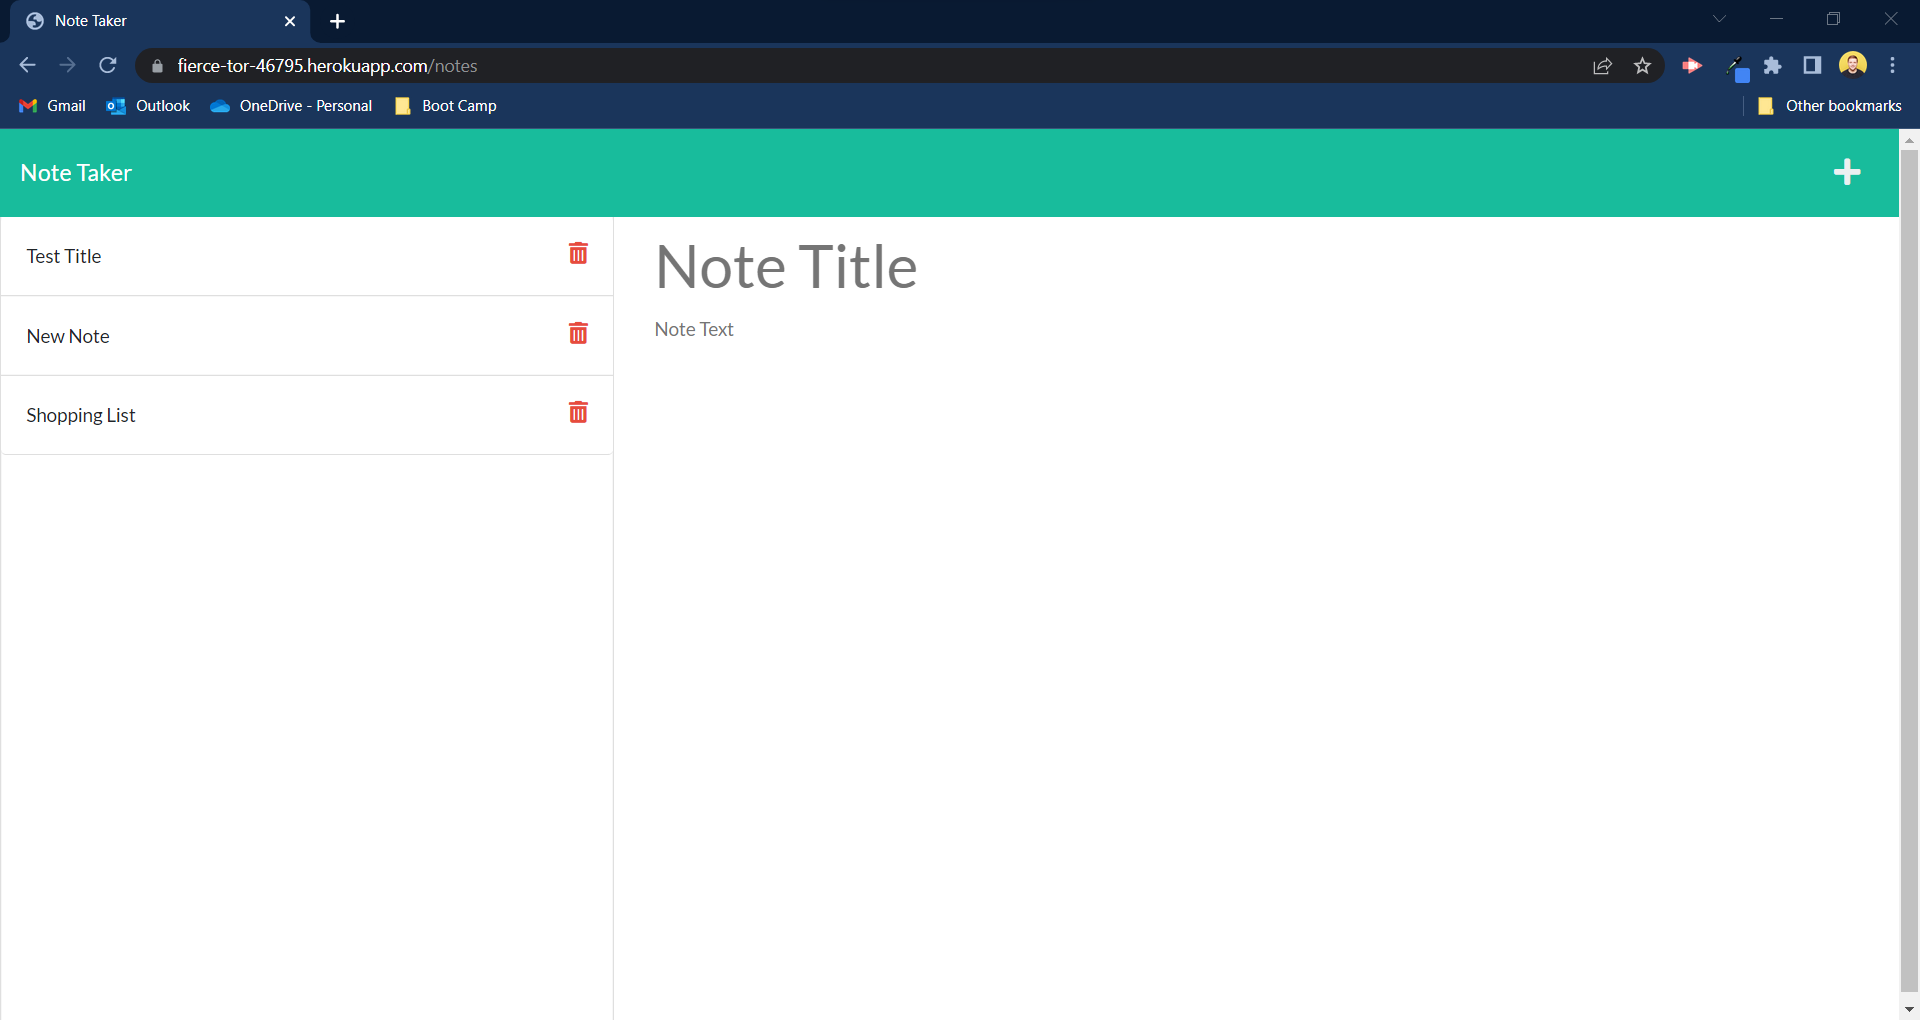 Note Taker
fierce-tor-46795.herokuapp.com/notes
Gmail Outlook OneDrive - Personal Boot Camp Other bookmarks
Note Taker
Test Title
New Note
Shopping List
Note Title
Note Text